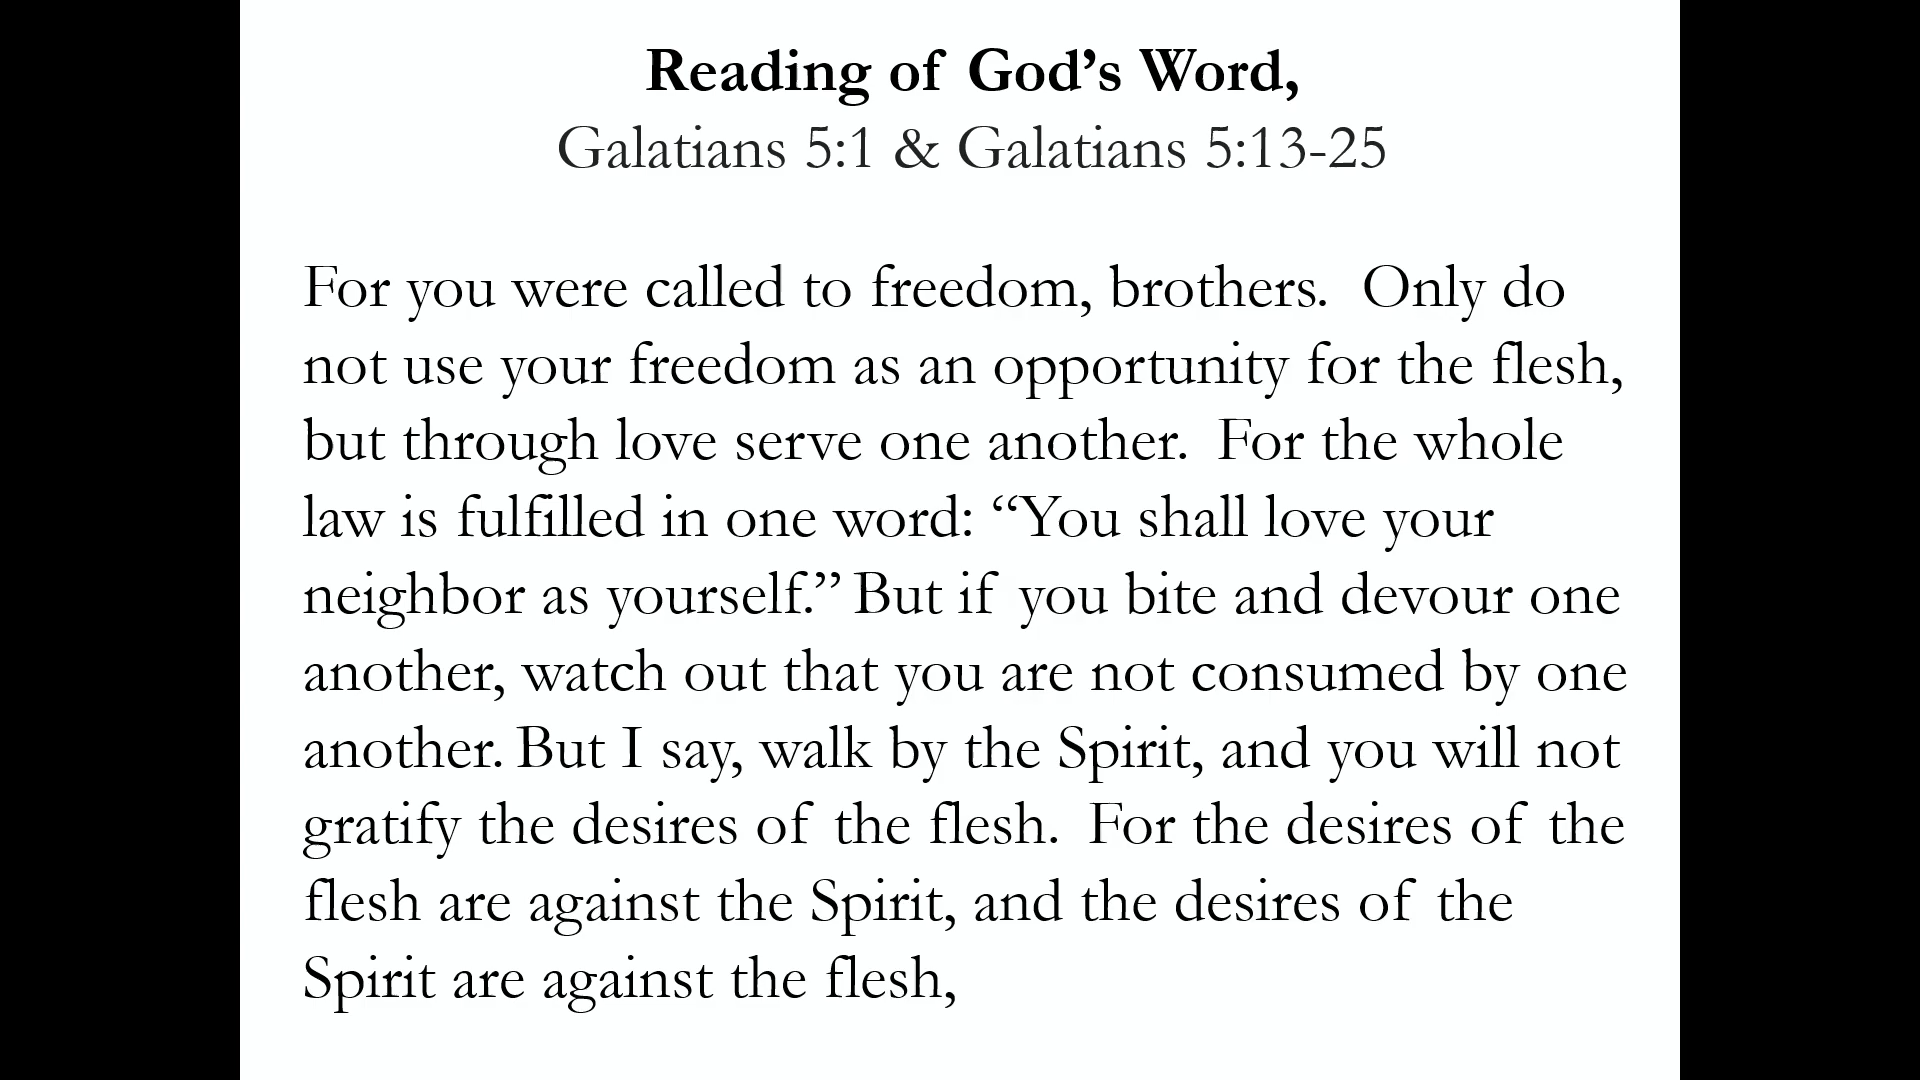 Reading of God’s Word,
Galatians 5:1 & Galatians 5:13-25
For you were called to freedom, brothers.  Only do
not use your freedom as an opportunity for the flesh,
but through love serve one another.  For the whole
law is fulfilled in one word: “You shall love your
neighbor as yourself.” But if you bite and devour one
another, watch out that you are not consumed by one
another. But I say, walk by the Spirit, and you will not
gratify the desires of the flesh.  For the desires of the
flesh are against the Spirit, and the desires of the
Spirit are against the flesh,